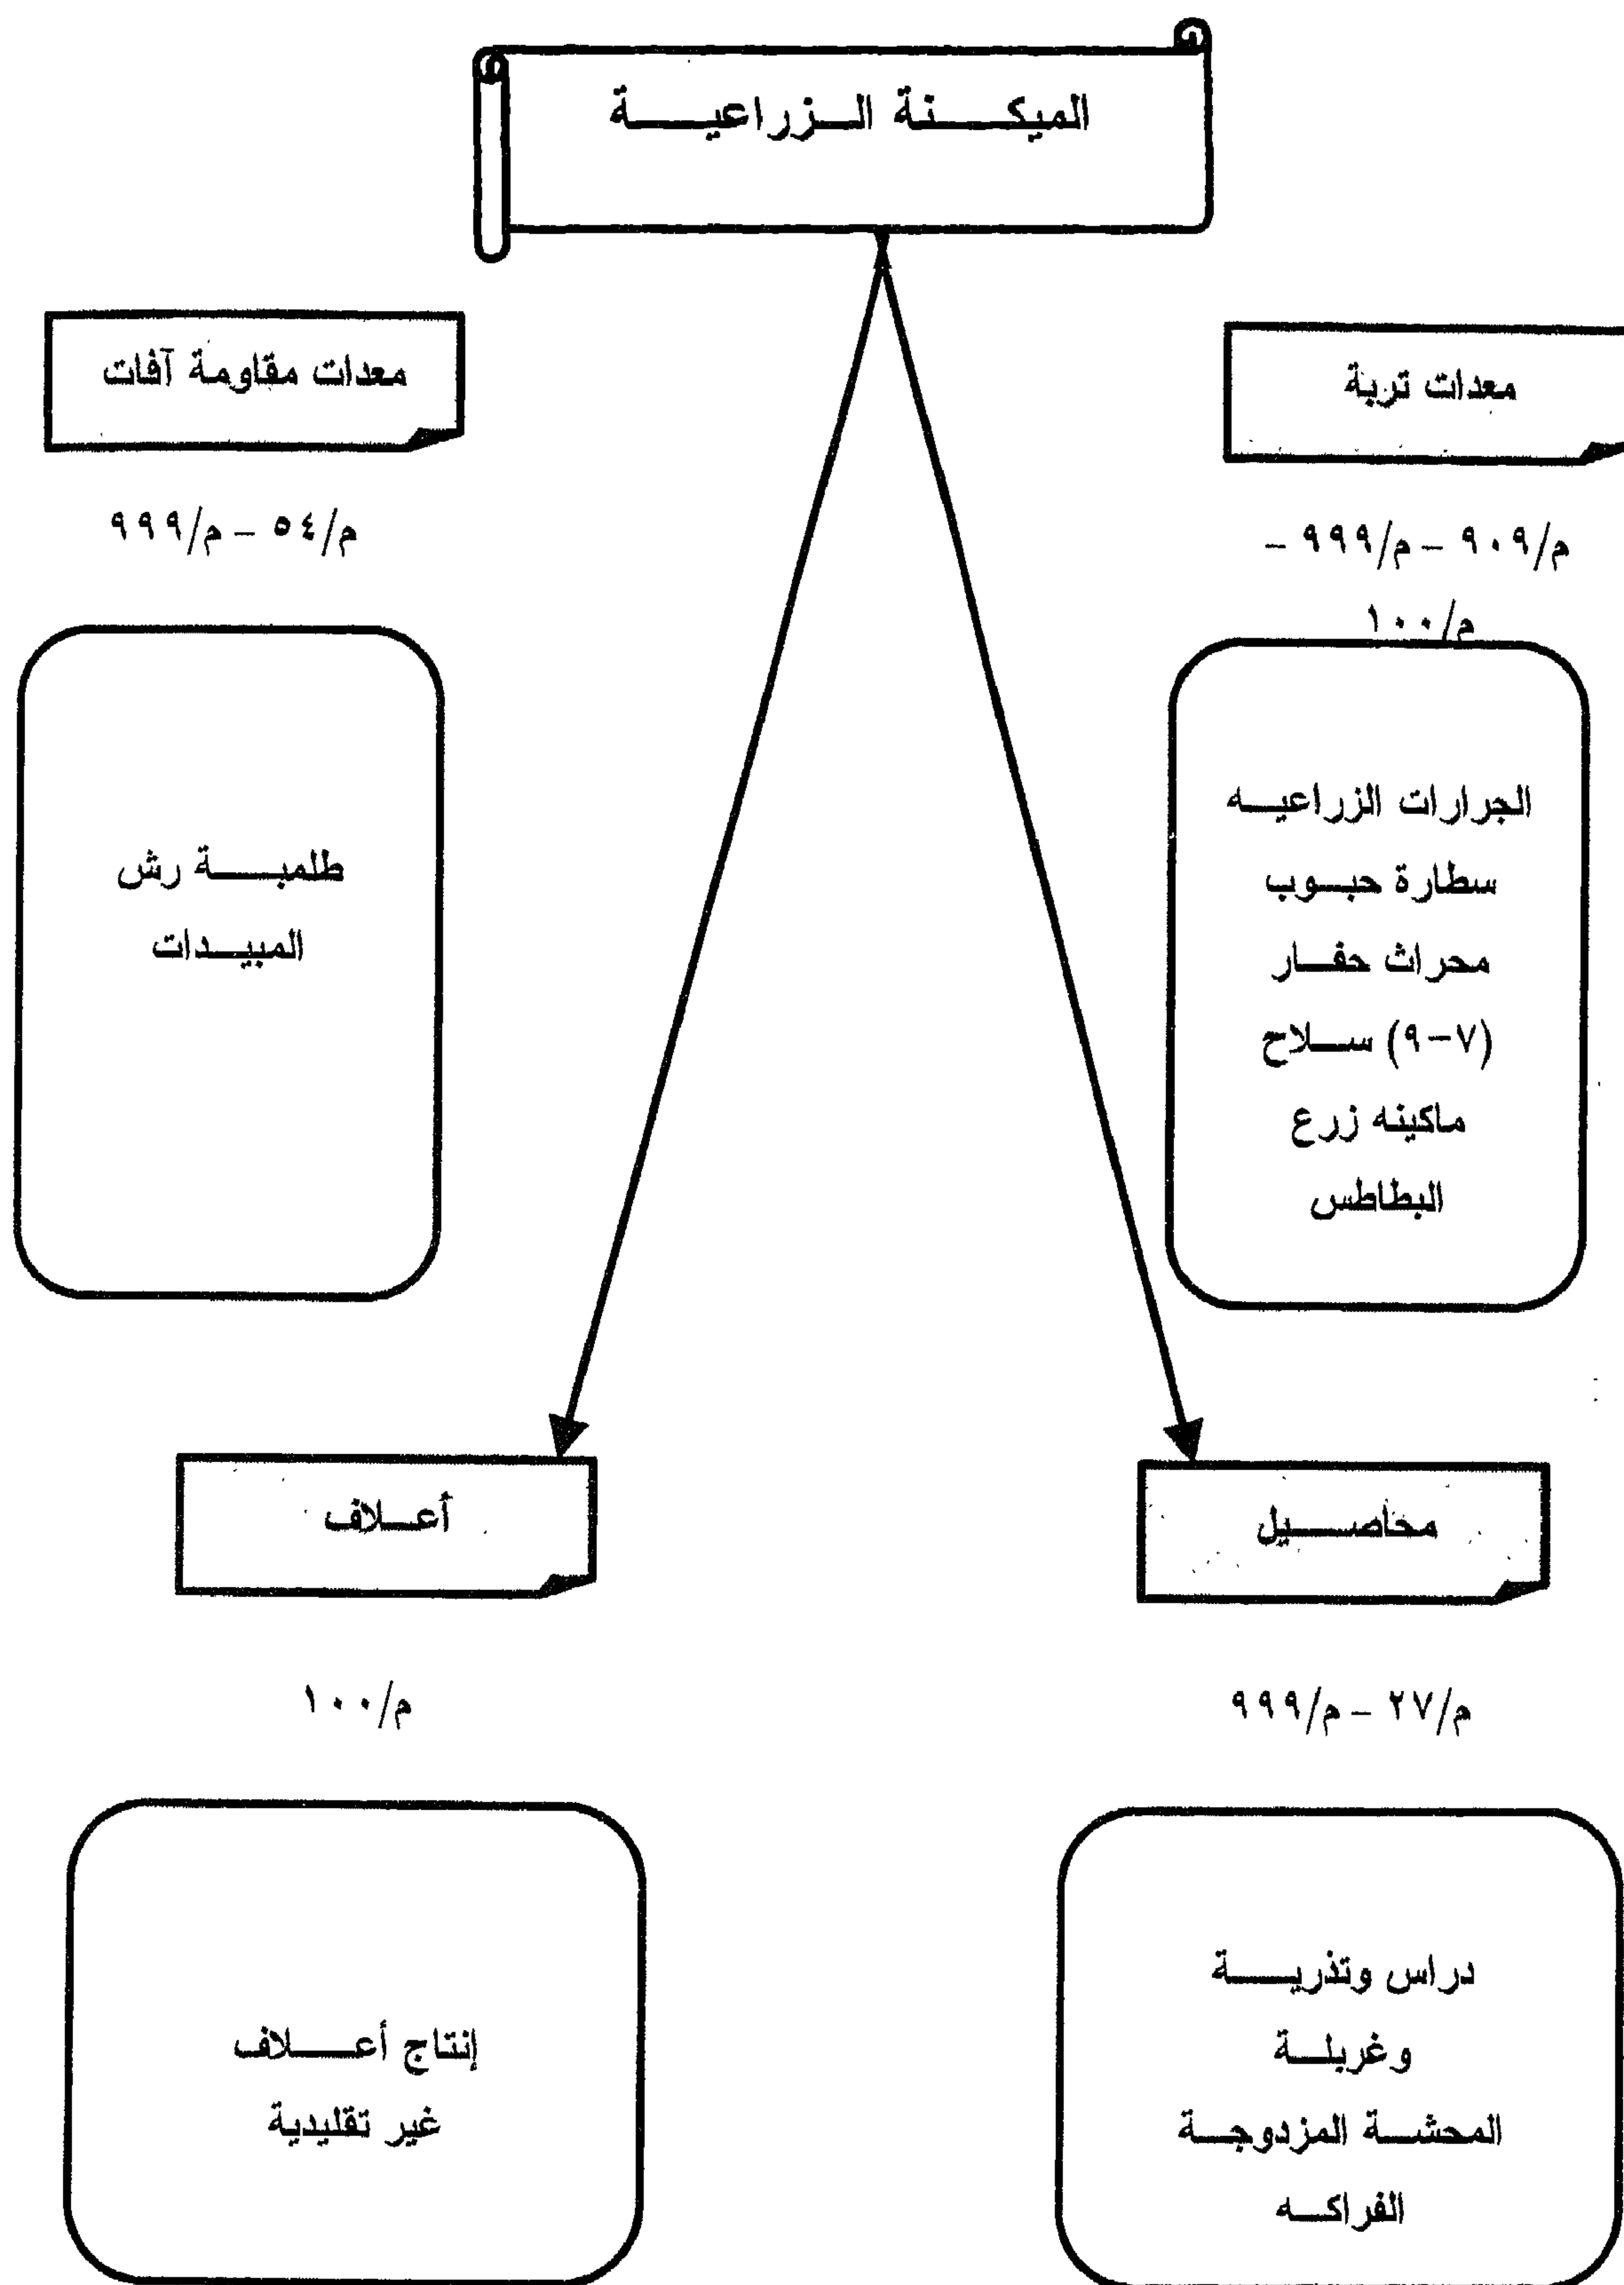 الميكنة الزراعية
معدات تربة
م/٩٠٩ – م/٩٩٩ –
م/١٠٠
الجرارات الزراعيه
سطارة حبوب
محراث حفار
(٧-٩) سلاح
ماكينه زرع
البطاطس
معدات مقاومة آفات
م/٥٤ – م/٩٩٩
طلمبة رش
المبيدات
محاصيل
م/٢٧ – م/٩٩٩
دراس وتذرية
وغربلة
المحشة المزدوجة
الفراكه
أعلاف
م/١٠٠
إنتاج أعلاف
غير تقليدية